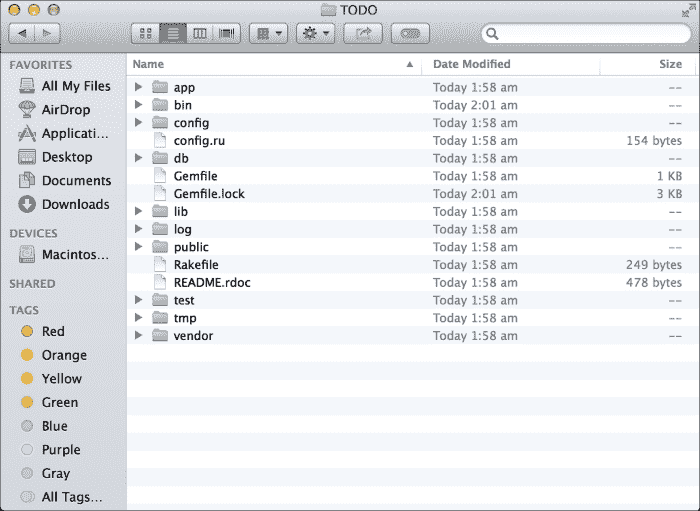 TODO
FAVORITES
All My Files
AirDrop
Applicati...
Desktop
Documents
Downloads
DEVICES
Macintos...
SHARED
TAGS
Red
Orange
Yellow
Green
Blue
Purple
Gray
All Tags...
Name Date Modified Size
app Today 1:58 am --
bin Today 2:01 am --
config Today 1:58 am --
config.ru Today 1:58 am 154 bytes
db Today 1:58 am --
Gemfile Today 1:58 am 1 KB
Gemfile.lock Today 2:01 am 3 KB
lib Today 1:58 am --
log Today 1:58 am --
public Today 1:58 am --
Rakefile Today 1:58 am 249 bytes
README.rdoc Today 1:58 am 478 bytes
test Today 1:58 am --
tmp Today 1:58 am --
vendor Today 1:58 am --